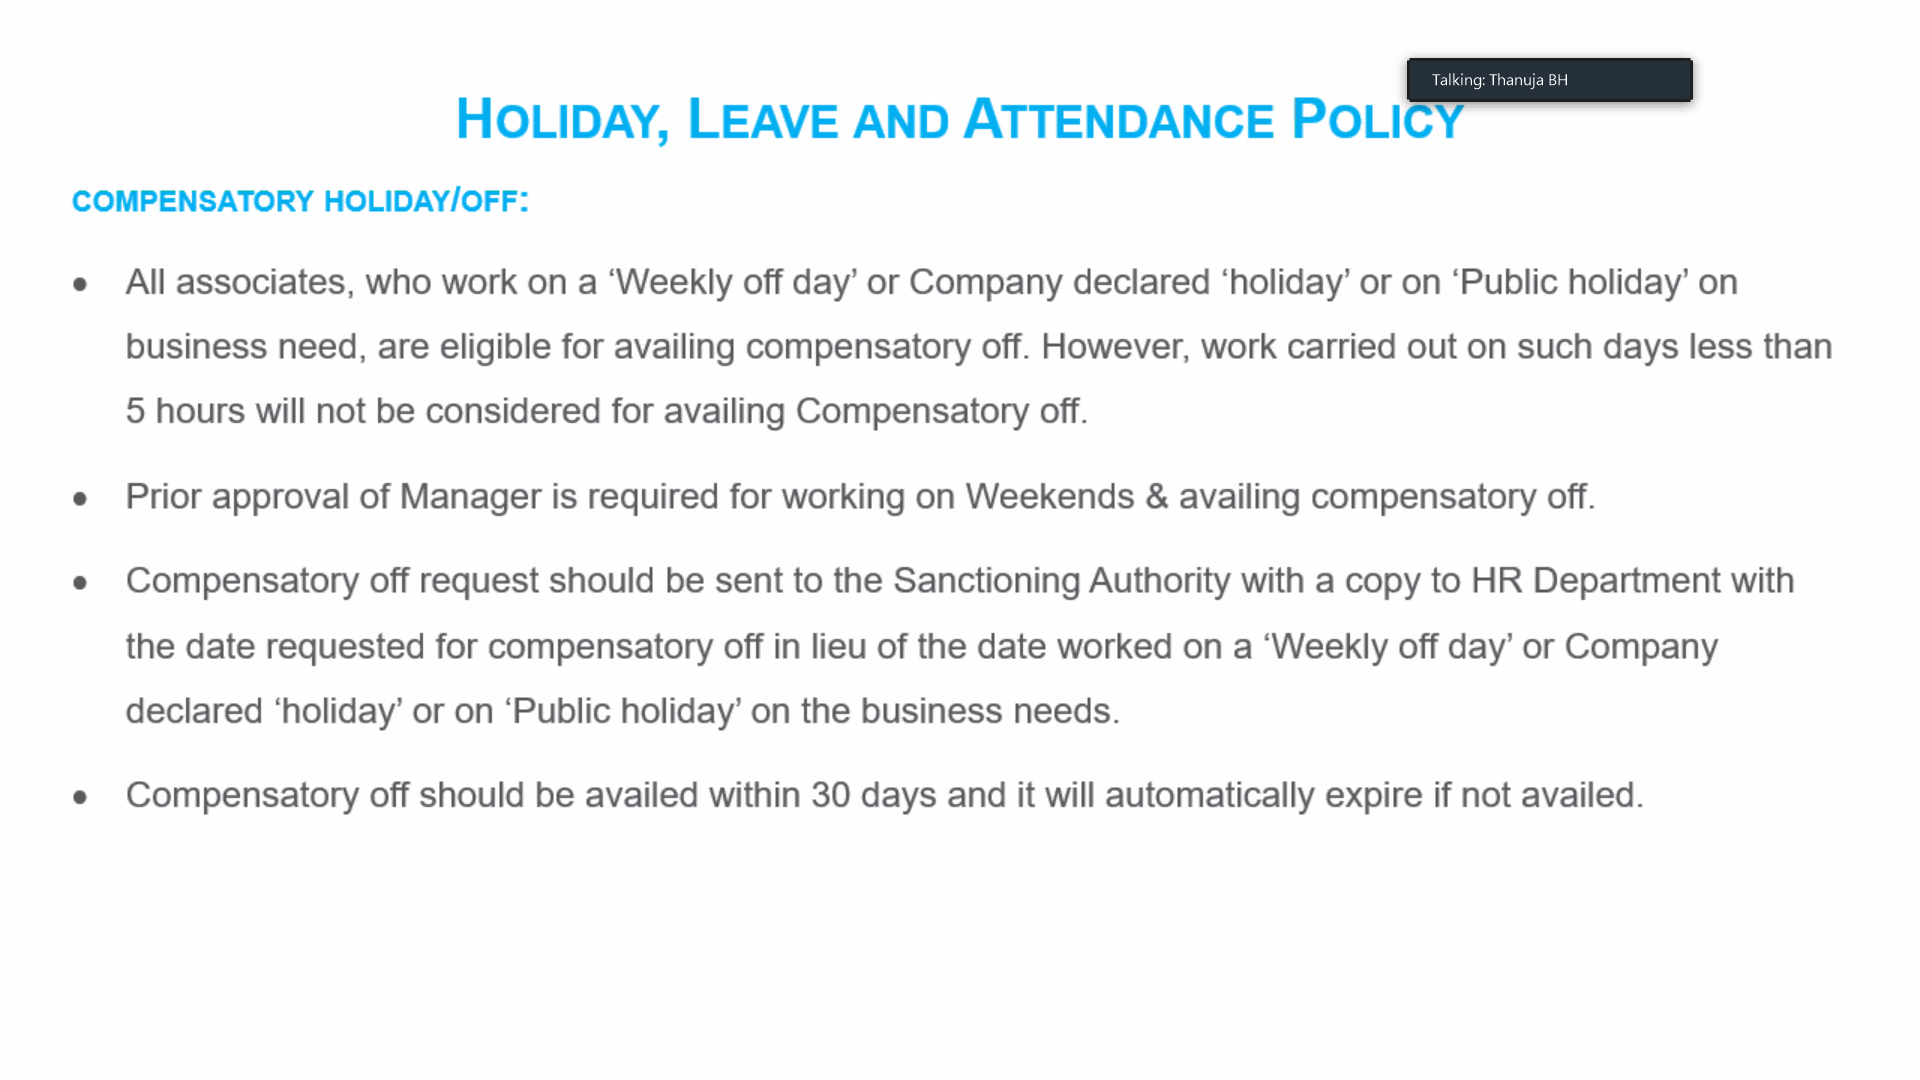 Talking: Thanuja BH
HOLIDAY, LEAVE AND ATTENDANCE POLICY
COMPENSATORY HOLIDAY/OFF:
• All associates, who work on a ‘Weekly off day’ or Company declared ‘holiday’ or on ‘Public holiday’ on
business need, are eligible for availing compensatory off. However, work carried out on such days less than
5 hours will not be considered for availing Compensatory off.
• Prior approval of Manager is required for working on Weekends & availing compensatory off.
• Compensatory off request should be sent to the Sanctioning Authority with a copy to HR Department with
the date requested for compensatory off in lieu of the date worked on a ‘Weekly off day’ or Company
declared ‘holiday’ or on ‘Public holiday’ on the business needs.
• Compensatory off should be availed within 30 days and it will automatically expire if not availed.